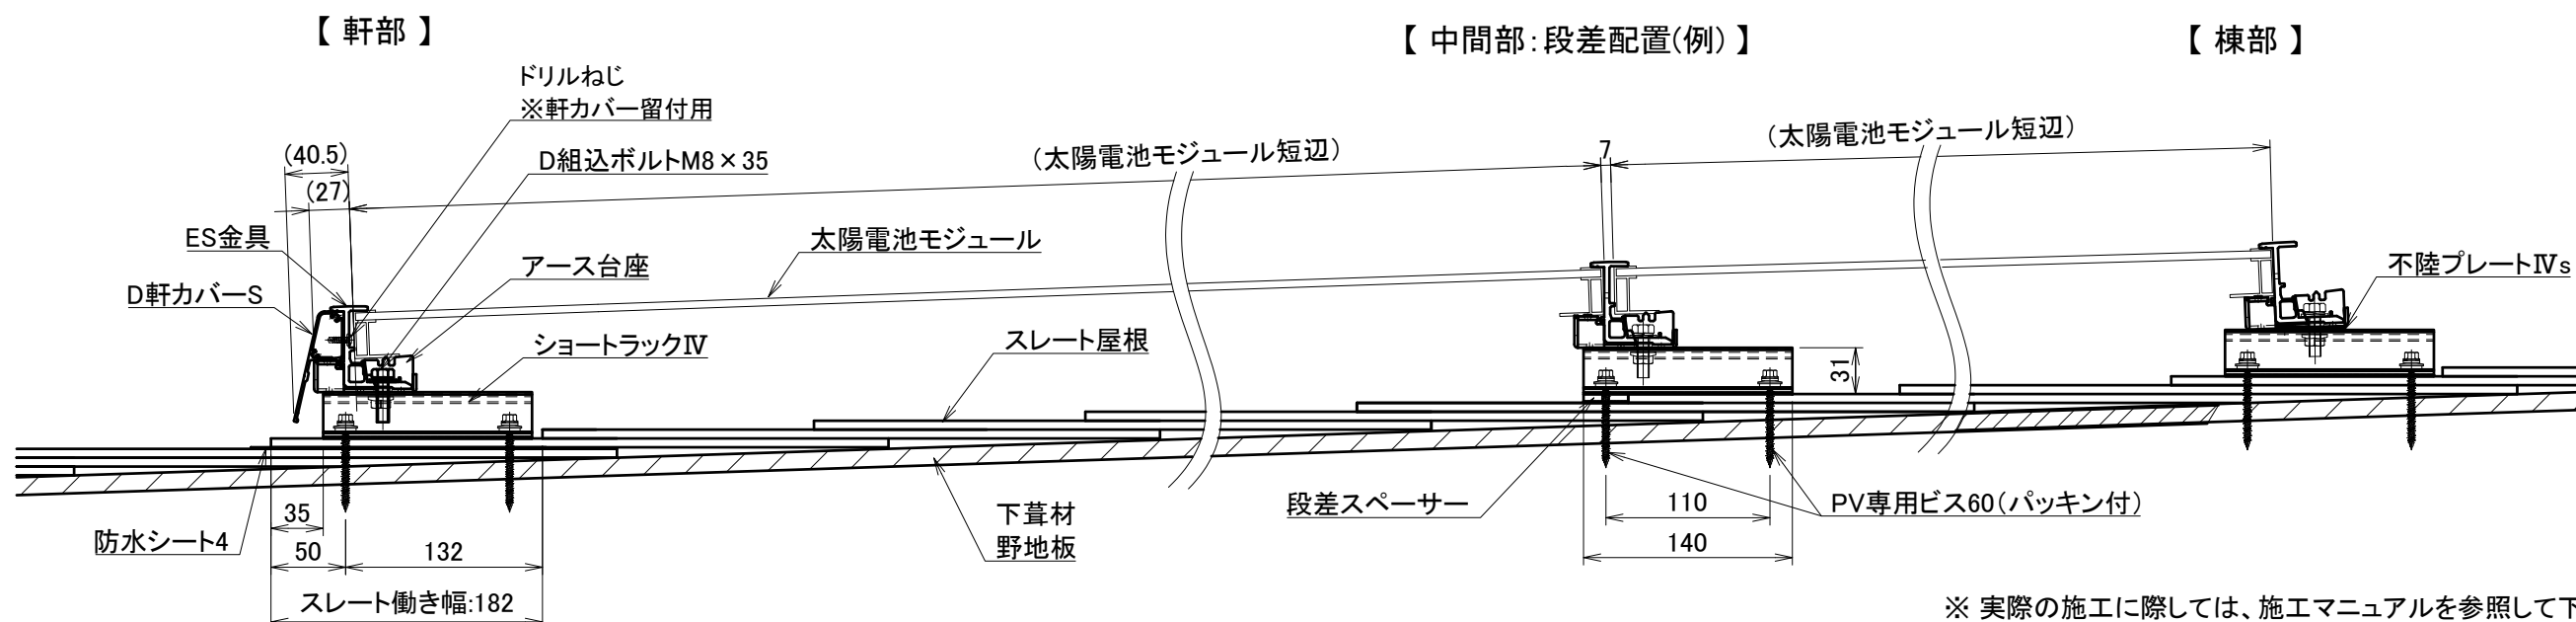 【 軒部 】
【 中間部：段差配置(例) 】
【 棟部 】
ドリルねじ
※軒カバー留付用
D組込ボルトM8×35
(40.5)
(27)
(太陽電池モジュール短辺)
7
(太陽電池モジュール短辺)
ES金具
D軒カバーS
アース台座
ショートラックⅣ
太陽電池モジュール
スレート屋根
不陸プレートⅣs
31
35
50
132
スレート働き幅:182
防水シート4
下葺材
野地板
段差スペーサー
110
140
PV専用ビス60(パッキン付)
※ 実際の施工に際しては、施工マニュアルを参照して下